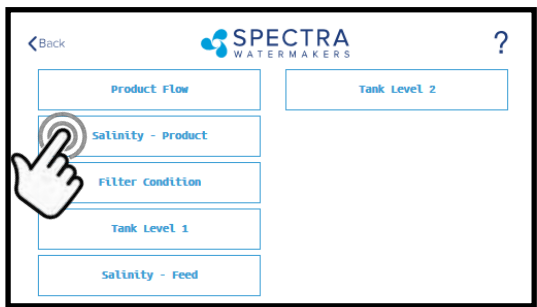 Back
SPECTRA
WATERMAKERS
?
Product Flow
Tank Level 2
Salinity - Product
Filter Condition
Tank Level 1
Salinity - Feed